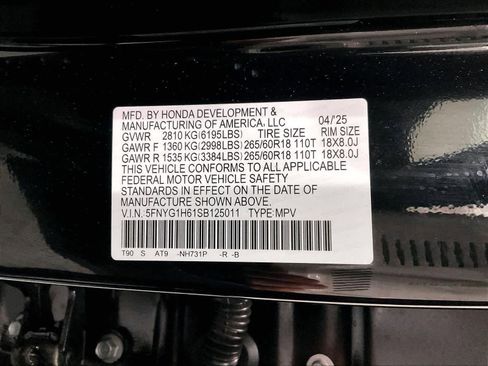 MFD. BY HONDA DEVELOPMENT &
MANUFACTURING OF AMERICA, LLC 04/'25
GVWR 2810 KG(6195LBS) TIRE SIZE RIM SIZE
GAWR F 1360 KG(2998LBS) 265/60R18 110T 18X8.0J
GAWR R 1535 KG(3384LBS) 265/60R18 110T 18X8.0J
THIS VEHICLE CONFORMS TO ALL APPLICABLE
FEDERAL MOTOR VEHICLE SAFETY
STANDARDS IN EFFECT ON THE DATE OF
MANUFACTURE SHOWN ABOVE.
V.I.N. 5FNYG1H61SB125011 TYPE:MPV
T90 S AT9 -NH731P -R -B